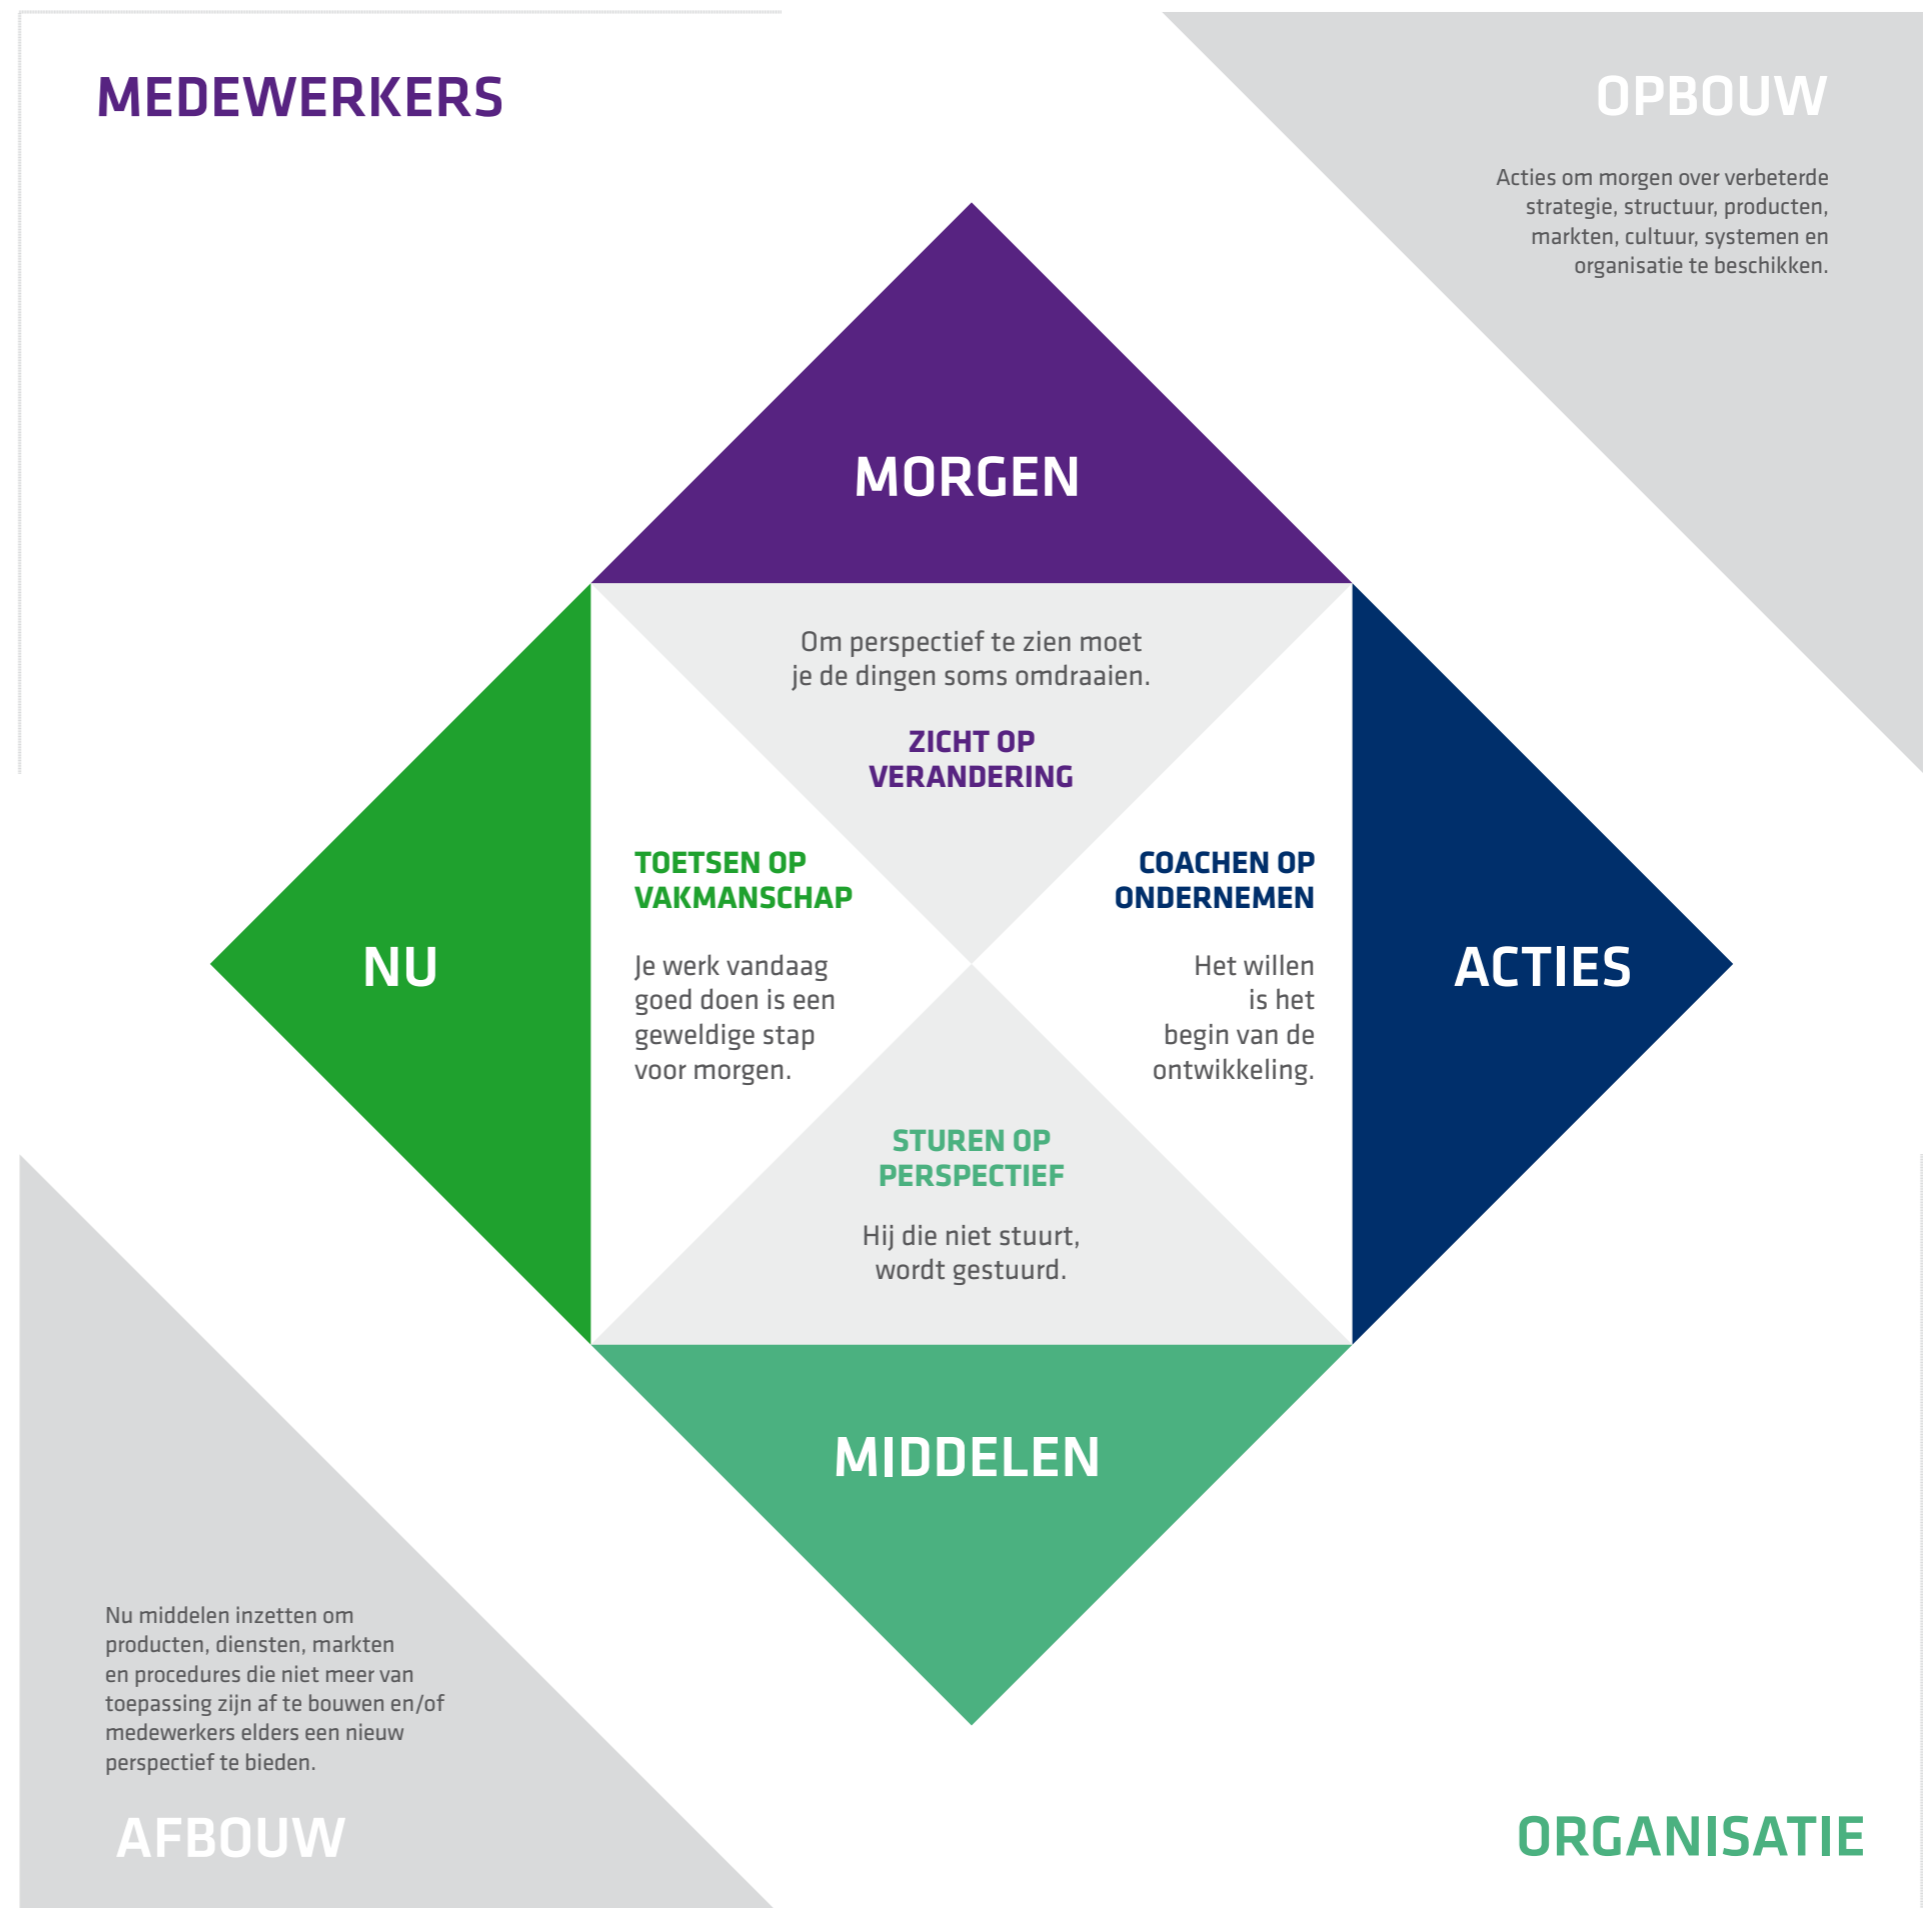 MEDEWERKERS
OPBOUW
Acties om morgen over verbeterde
strategie, structuur, producten,
markten, cultuur, systemen en
organisatie te beschikken.
MORGEN
Om perspectief te zien moet
je de dingen soms omdraaien.
ZICHT OP
VERANDERING
NU
TOETSEN OP
VAKMANSCHAP
Je werk vandaag
goed doen is een
geweldige stap
voor morgen.
COACHEN OP
ONDERNEMEN
Het willen
is het
begin van de
ontwikkeling.
ACTIES
STUREN OP
PERSPECTIEF
Hij die niet stuurt,
wordt gestuurd.
MIDDELEN
Nu middelen inzetten om
producten, diensten, markten
en procedures die niet meer van
toepassing zijn af te bouwen en/of
medewerkers elders een nieuw
perspectief te bieden.
AFBOUW
ORGANISATIE